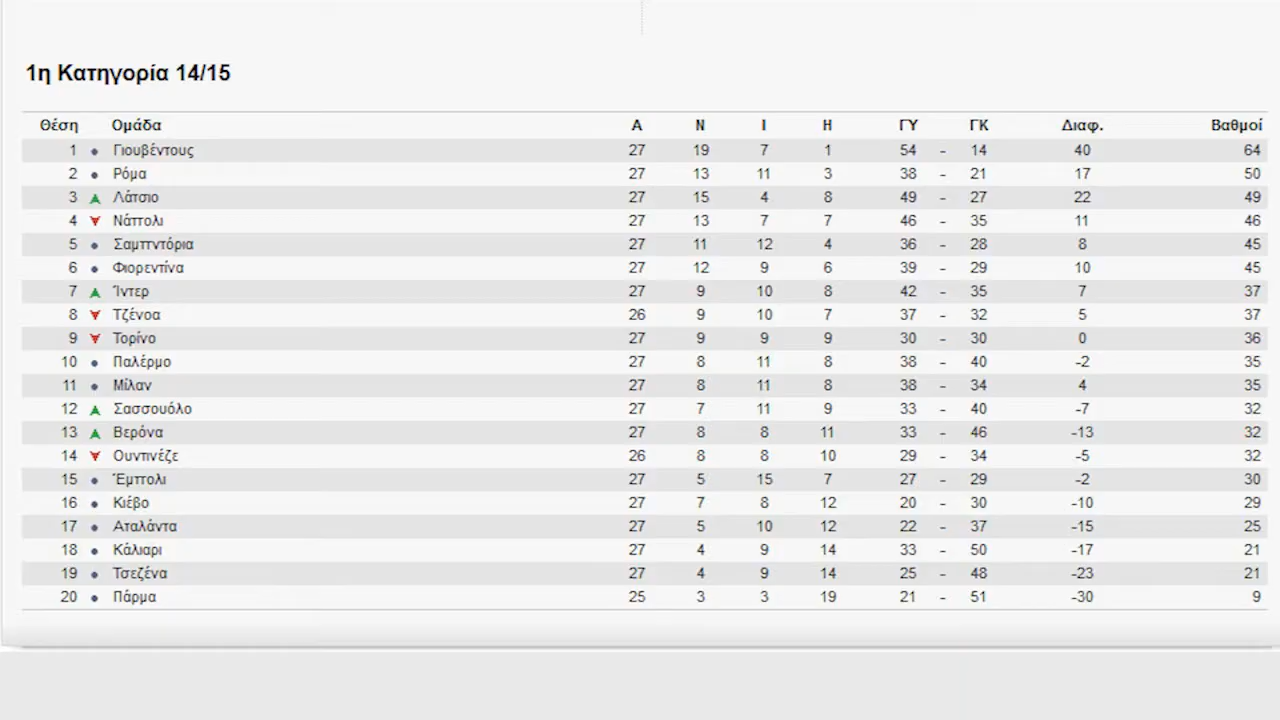 1η Κατηγορία 14/15
Θέση Ομάδα Α Ν Ι Η ΓΥ ΓΚ Διαφ. Βαθμοί
1 Γιουβέντους 27 19 7 1 54 - 14 40 64
2 Ρόμα 27 13 11 3 38 - 21 17 50
3 Λάτσιο 27 15 4 8 49 - 27 22 49
4 Νάπολι 27 13 7 7 46 - 35 11 46
5 Σαμπντόρια 27 11 12 4 36 - 28 8 45
6 Φιορεντίνα 27 12 9 6 39 - 29 10 45
7 Ίντερ 27 9 10 8 42 - 35 7 37
8 Τζένοα 26 9 10 7 37 - 32 5 37
9 Τορίνο 27 9 9 9 30 - 30 0 36
10 Παλέρμο 27 8 11 8 38 - 40 -2 35
11 Μίλαν 27 8 11 8 38 - 34 4 35
12 Σασσουόλο 27 7 11 9 33 - 40 -7 32
13 Βερόνα 27 8 8 11 33 - 46 -13 32
14 Ουντινέζε 26 8 8 10 29 - 34 -5 32
15 Έμπολι 27 5 15 7 27 - 29 -2 30
16 Κιέβο 27 7 8 12 20 - 30 -10 29
17 Αταλάντα 27 5 10 12 22 - 37 -15 25
18 Κάλιαρι 27 4 9 14 33 - 50 -17 21
19 Τσεζένα 27 4 9 14 25 - 48 -23 21
20 Πάρμα 25 3 3 19 21 - 51 -30 9